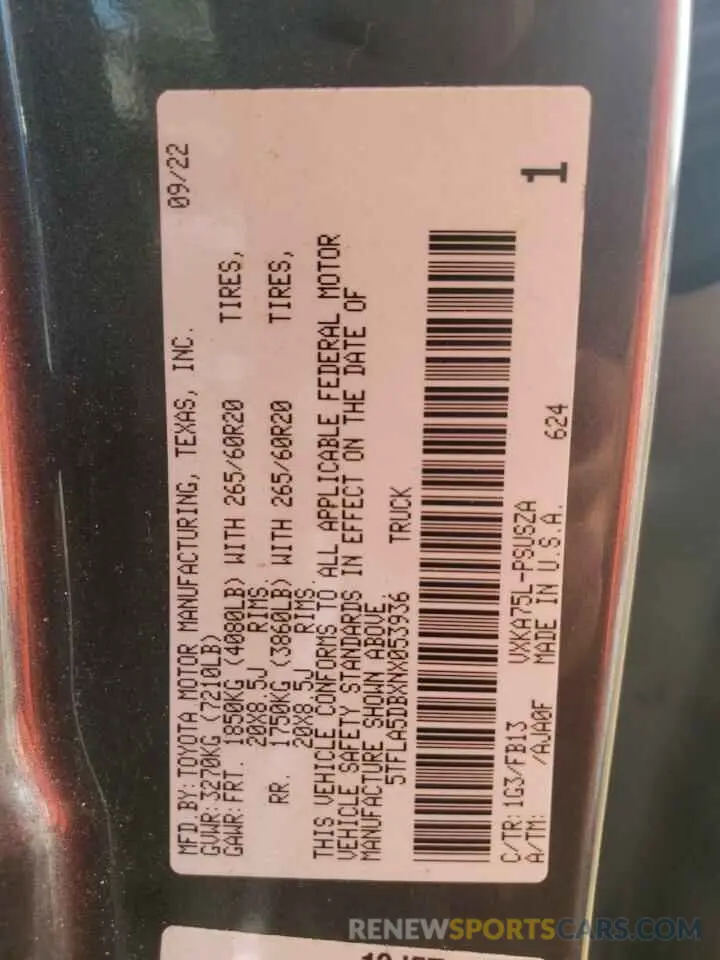 MFD.BY:TOYOTA MOTOR MANUFACTURING, TEXAS, INC. 09/22
GVWR:3270KG (7210LB)
GAWR:FRT. 1850KG (4080LB) WITH 265/60R20 TIRES,
20X8.5J RIMS
RR. 1750KG (3860LB) WITH 265/60R20 TIRES,
20X8.5J RIMS.
THIS VEHICLE CONFORMS TO ALL APPLICABLE FEDERAL MOTOR
VEHICLE SAFETY STANDARDS IN EFFECT ON THE DATE OF
MANUFACTURE SHOWN ABOVE
5TFLA5DBXNX053936 TRUCK
C/TR:1G3/FB13 VXKA75L-PSUSZA
A/TM: /AJA0F MADE IN U.S.A. 624
1
RENEWSPORTSCARS.COM